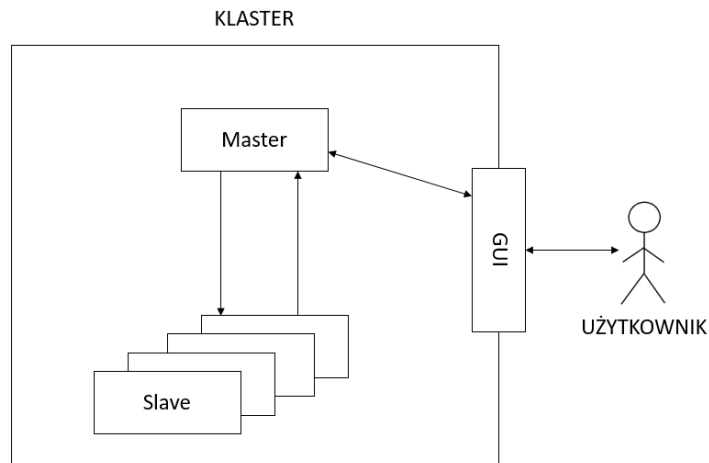 KLASTER
Master
GUI
UŻYTKOWNIK
Slave